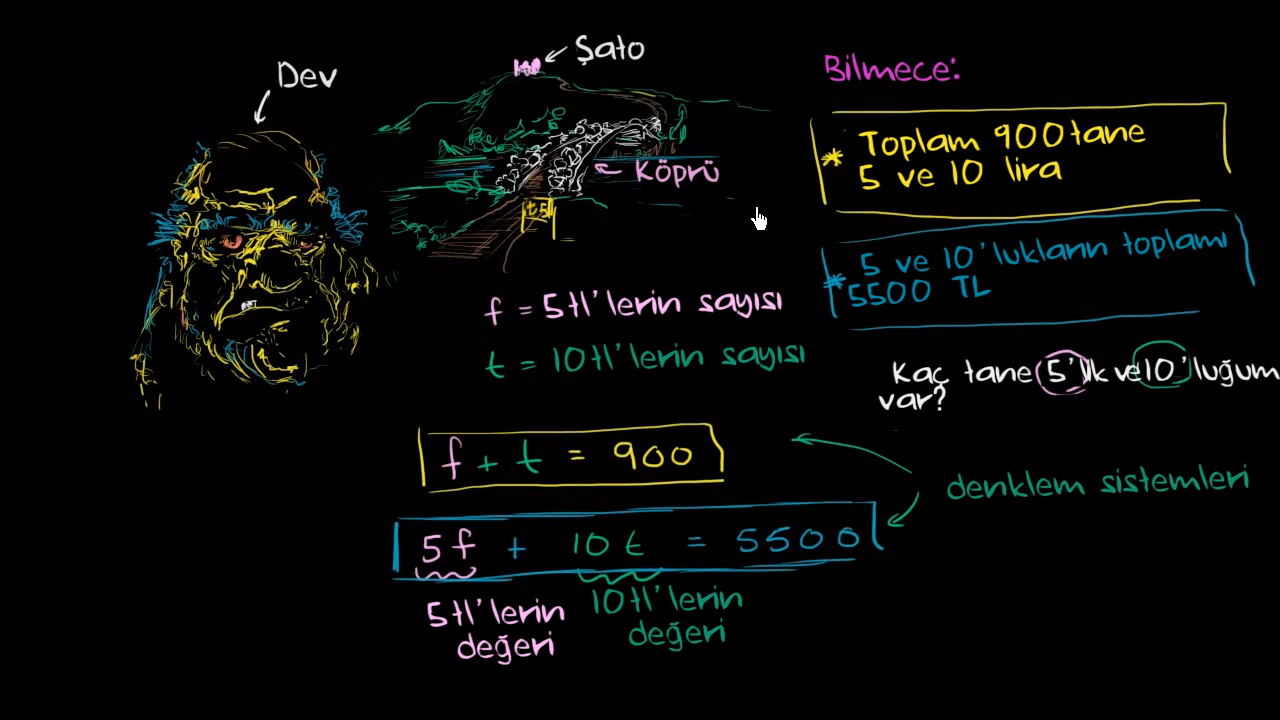 Dev
Şato
Köprü
Bilmece:
* Toplam 900 tane
5 ve 10 lira
* 5 ve 10'lukların toplamı
5500 TL
f = 5tl'lerin sayısı
t = 10tl'lerin sayısı
Kaç tane 5'lik ve 10'luğum
var?
f + t = 900
denklem sistemleri
5f + 10t = 5500
5tl'lerin
değeri
10tl'lerin
değeri